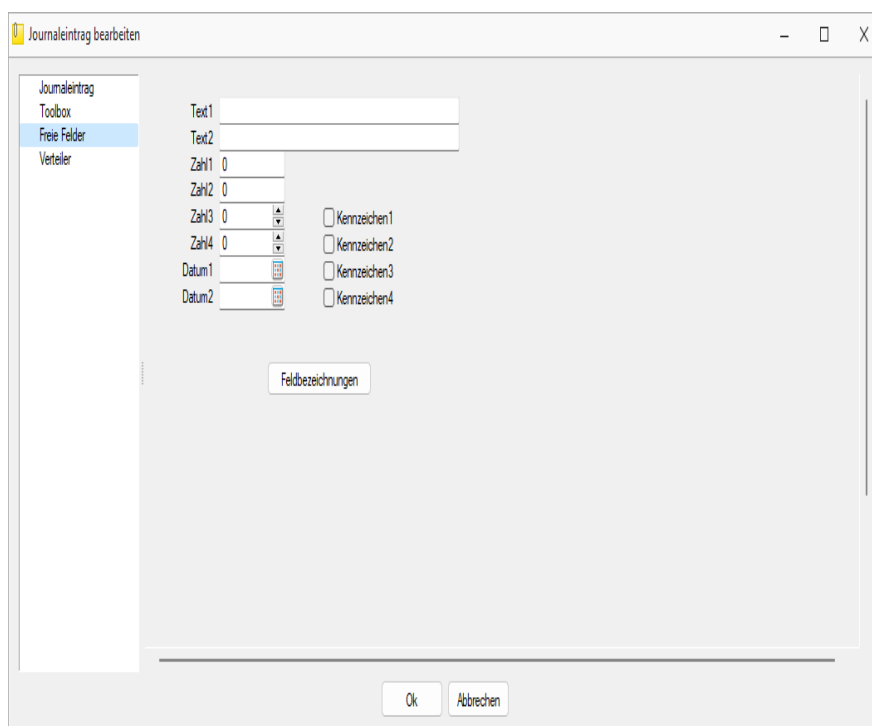 Journaleintrag bearbeiten
Journaleintrag
Toolbox
Freie Felder
Verteiler
Text1
Text2
Zahl1 0
Zahl2 0
Zahl3 0 Kennzeichen1
Zahl4 0 Kennzeichen2
Datum1 Kennzeichen3
Datum2 Kennzeichen4
Feldbezeichnungen
Ok Abbrechen